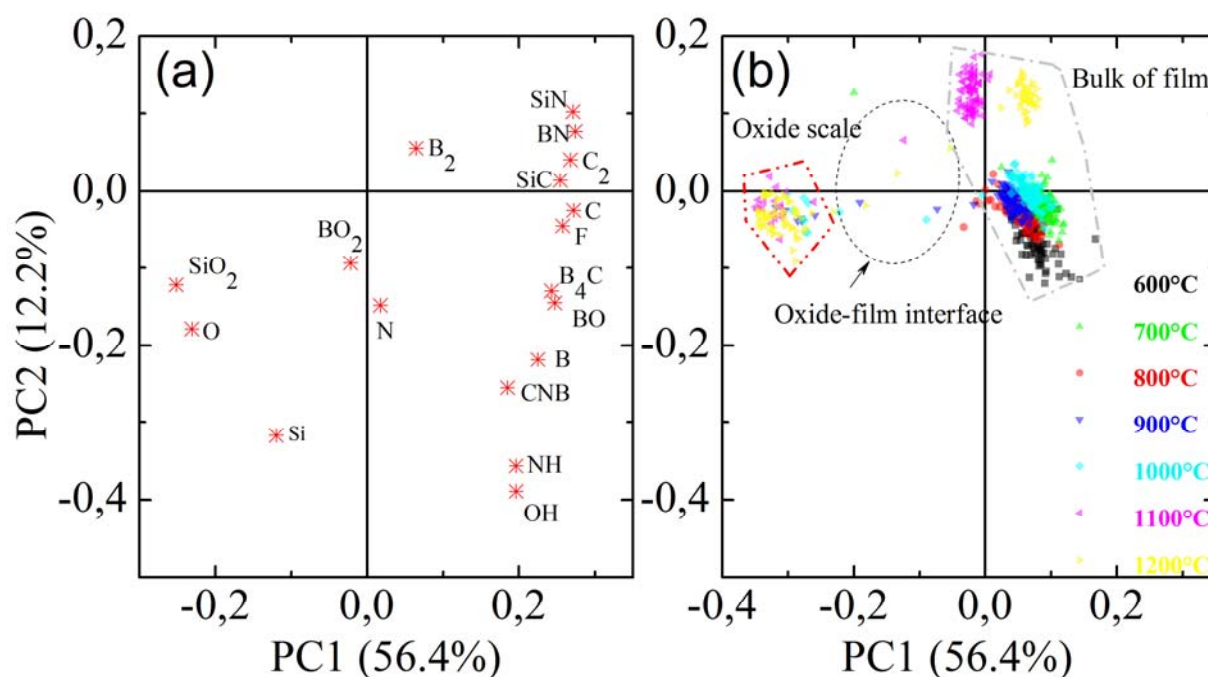 (a)
(b)
0,2
0,0
-0,2
-0,4
PC2 (12.2%)
SiN
BN
B2
C2
SiC
C
F
BO2
SiO2
O
N
B4C
BO
B
CNB
Si
NH
OH
-0,2
0,0
0,2
PC1 (56.4%)
0,2
0,0
-0,2
-0,4
Bulk of film
Oxide scale
Oxide-film interface
600°C
700°C
800°C
900°C
1000°C
1100°C
1200°C
-0,4
-0,2
0,0
0,2
PC1 (56.4%)